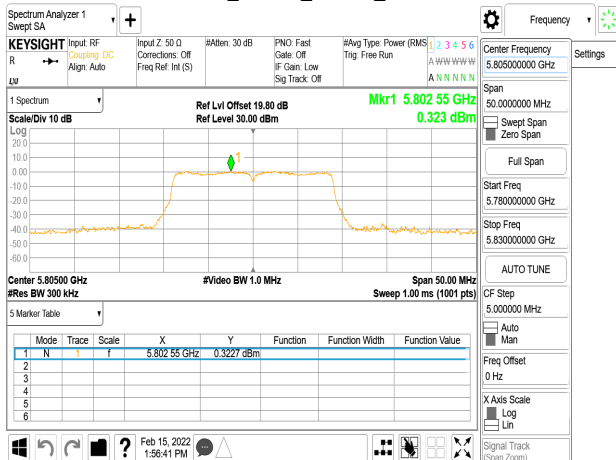 Spectrum Analyzer 1
Swept SA
+
Frequency
KEYSIGHT
R
LXI
Input: RF
Coupling: DC
Align: Auto
Input Z: 50 Ω
Corrections: Off
Freq Ref: Int (S)
#Atten: 30 dB
PNO: Fast
Gate: Off
IF Gain: Low
Sig Track: Off
#Avg Type: Power (RMS
Trig: Free Run
1 2 3 4 5 6
A W W W W W
A N N N N N
1 Spectrum
Scale/Div 10 dB
Ref Lvl Offset 19.80 dB
Ref Level 30.00 dBm
Mkr1 5.802 55 GHz
0.323 dBm
Log
20.0
10.0
0.00
-10.0
-20.0
-30.0
-40.0
-50.0
-60.0
1
Center 5.80500 GHz
#Res BW 300 kHz
#Video BW 1.0 MHz
Span 50.00 MHz
Sweep 1.00 ms (1001 pts)
5 Marker Table
Mode Trace Scale X Y Function Function Width Function Value
1 N 1 f 5.802 55 GHz 0.3227 dBm
2
3
4
5
6
?
Feb 15, 2022
1:56:41 PM
Center Frequency
5.805000000 GHz
Settings
Span
50.0000000 MHz
Swept Span
Zero Span
Full Span
Start Freq
5.780000000 GHz
Stop Freq
5.830000000 GHz
AUTO TUNE
CF Step
5.000000 MHz
Auto
Man
Freq Offset
0 Hz
X Axis Scale
Log
Lin
Signal Track
(Span Zoom)